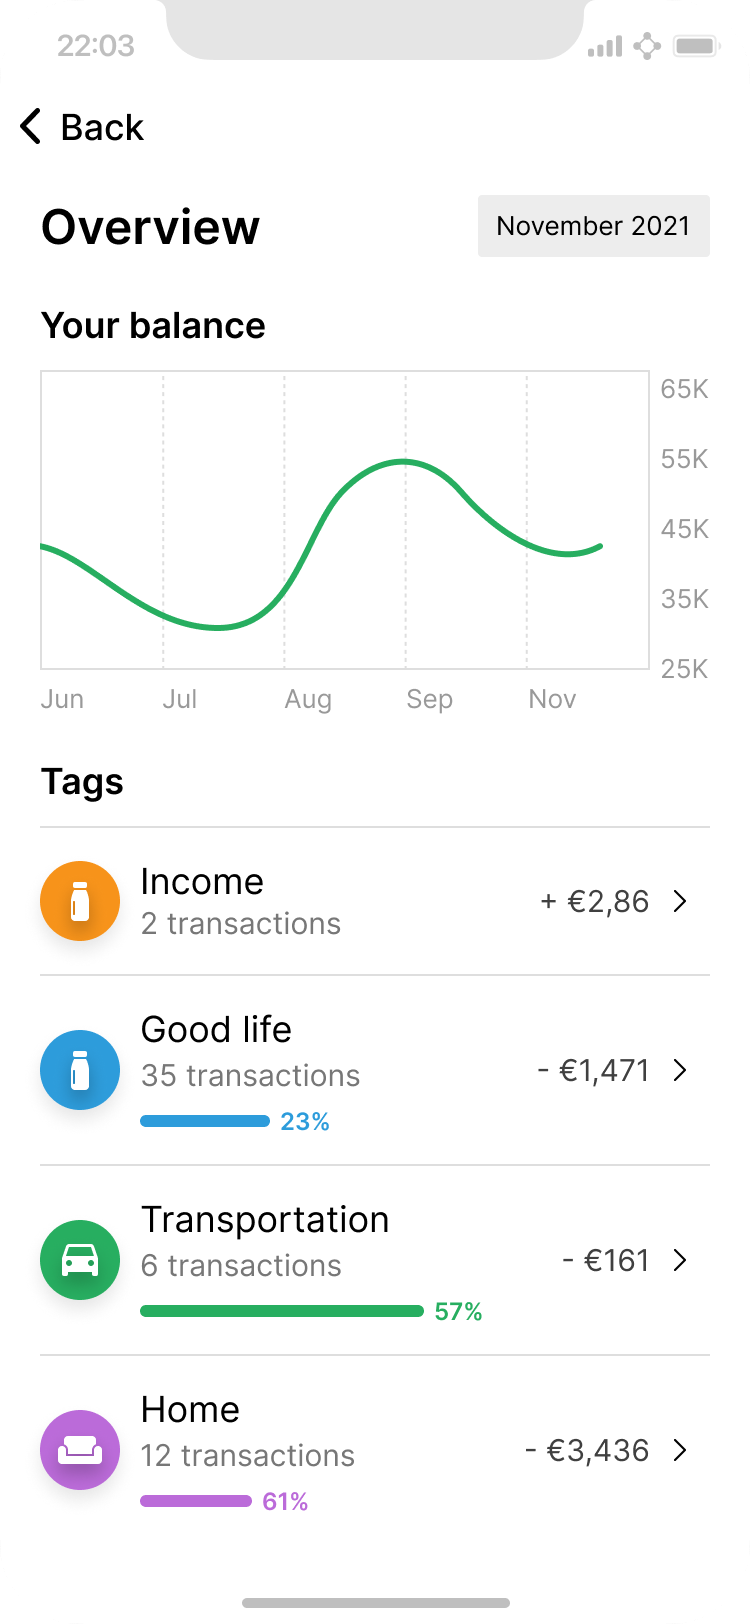 22:03
Back
Overview
November 2021
Your balance
65K
55K
45K
35K
25K
Jun Jul Aug Sep Nov
Tags
Income
2 transactions
+ €2,86
Good life
35 transactions
- €1,471
23%
Transportation
6 transactions
- €161
57%
Home
12 transactions
- €3,436
61%